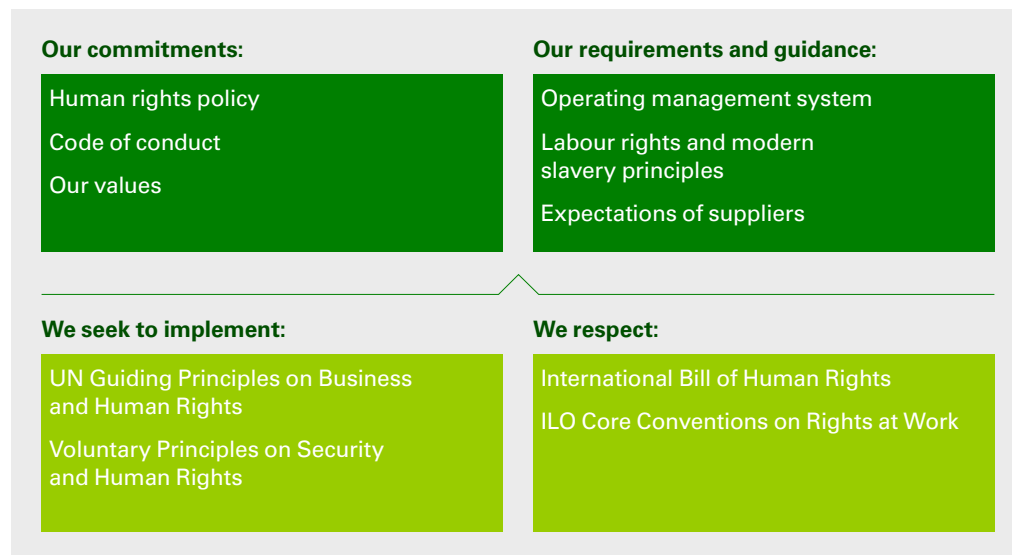 Our commitments:
Human rights policy
Code of conduct
Our values
Our requirements and guidance:
Operating management system
Labour rights and modern
slavery principles
Expectations of suppliers
We seek to implement:
UN Guiding Principles on Business
and Human Rights
Voluntary Principles on Security
and Human Rights
We respect:
International Bill of Human Rights
ILO Core Conventions on Rights at Work